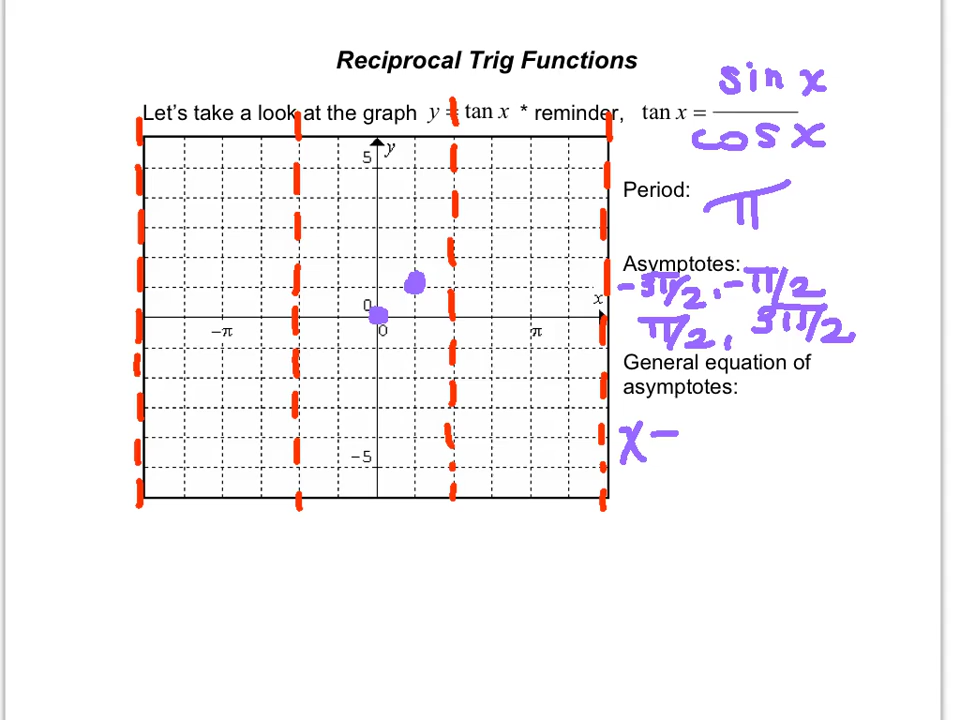 Reciprocal Trig Functions
sin x
Let's take a look at the graph y = tan x * reminder, tan x =
cos x
5 y
Period:
π
Asymptotes:
-3π/2, -π/2
0 x
π/2, 3π/2
-π 0 π
General equation of
asymptotes:
x =
-5